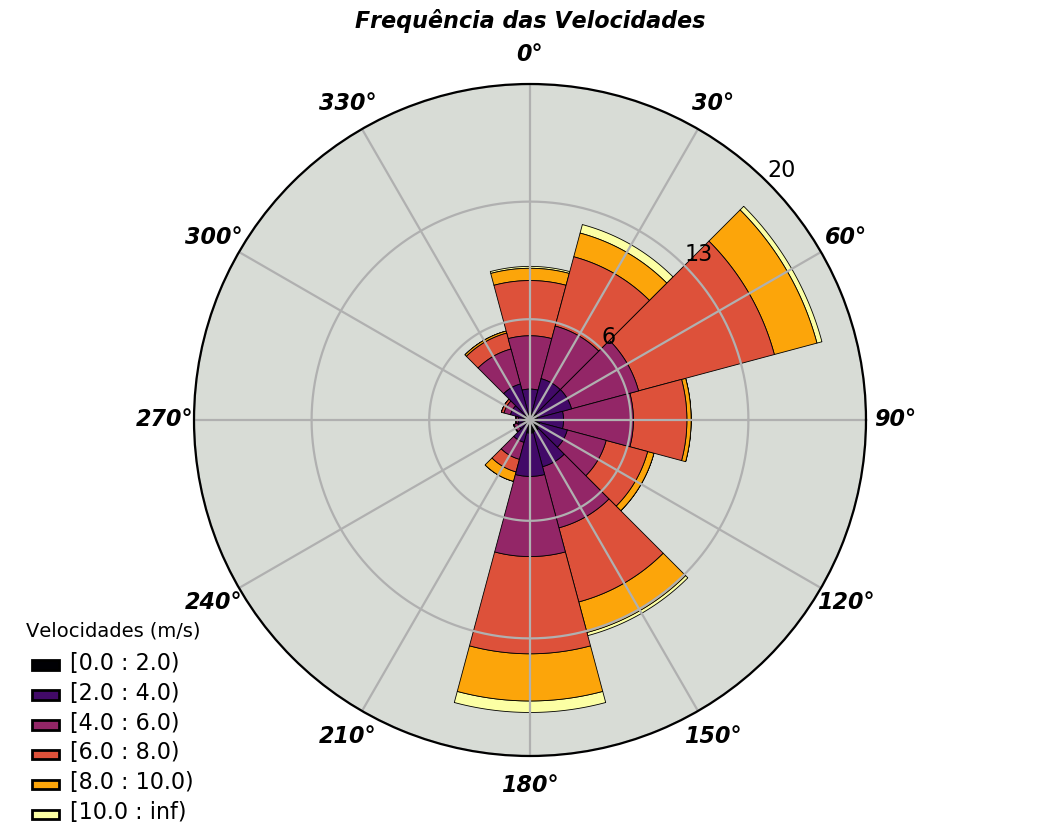 Frequência das Velocidades
0°
330°
30°
20
300°
60°
13
6
270°
90°
240°
120°
210°
150°
180°
Velocidades (m/s)
[0.0 : 2.0)
[2.0 : 4.0)
[4.0 : 6.0)
[6.0 : 8.0)
[8.0 : 10.0)
[10.0 : inf)